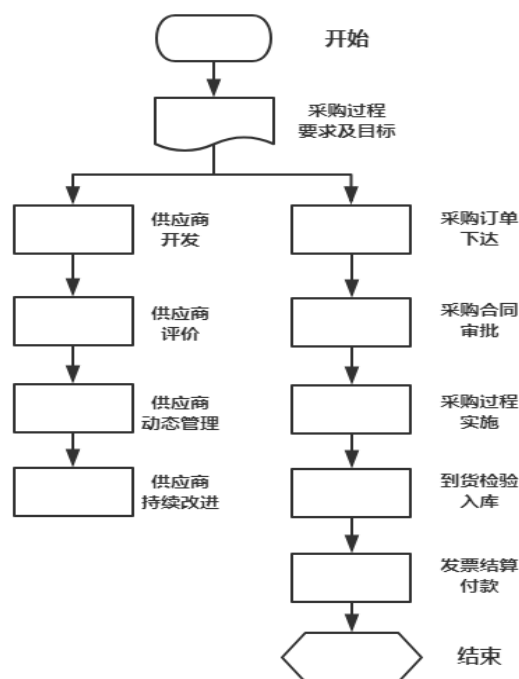 开始
采购过程
要求及目标
供应商
开发
采购订单
下达
供应商
评价
采购合同
审批
供应商
动态管理
采购过程
实施
供应商
持续改进
到货检验
入库
发票结算
付款
结束